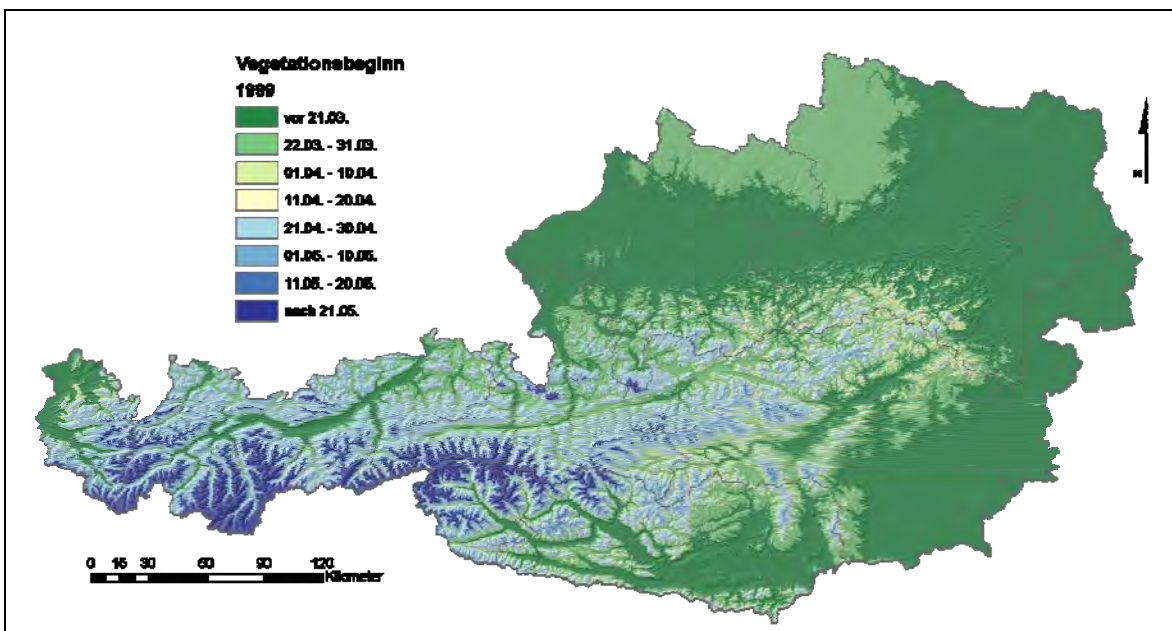 Vegetationsbeginn
1999
vor 21.03.
22.03. - 31.03.
01.04. - 10.04.
11.04. - 20.04.
21.04. - 30.04.
01.05. - 10.05.
11.05. - 20.05.
nach 21.05.
N
0 15 30 60 90 120
Kilometer